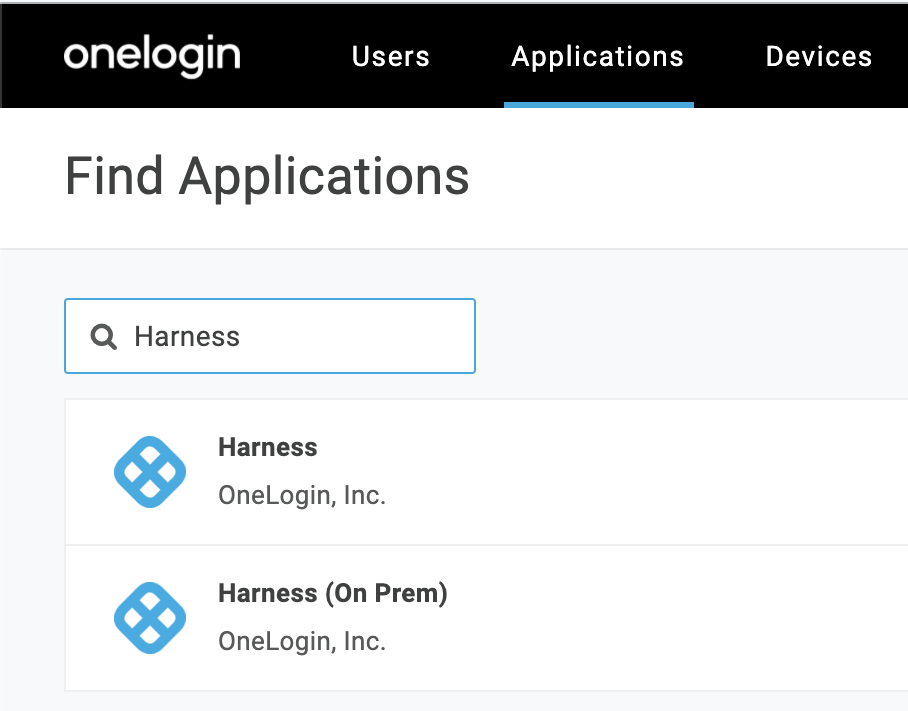 onelogin Users Applications Devices
Find Applications
Harness
Harness
OneLogin, Inc.
Harness (On Prem)
OneLogin, Inc.